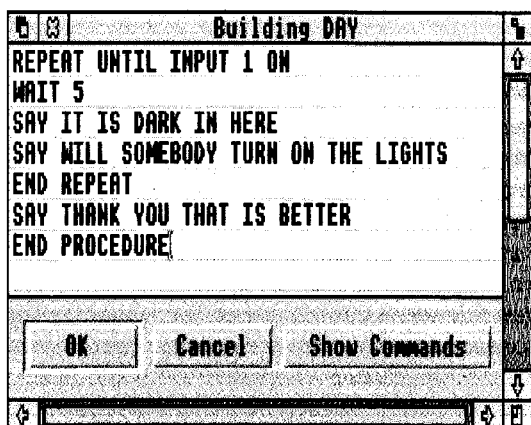 Building DAY
REPEAT UNTIL INPUT 1 ON
WAIT 5
SAY IT IS DARK IN HERE
SAY WILL SOMEBODY TURN ON THE LIGHTS
END REPEAT
SAY THANK YOU THAT IS BETTER
END PROCEDURE
OK Cancel Show Commands